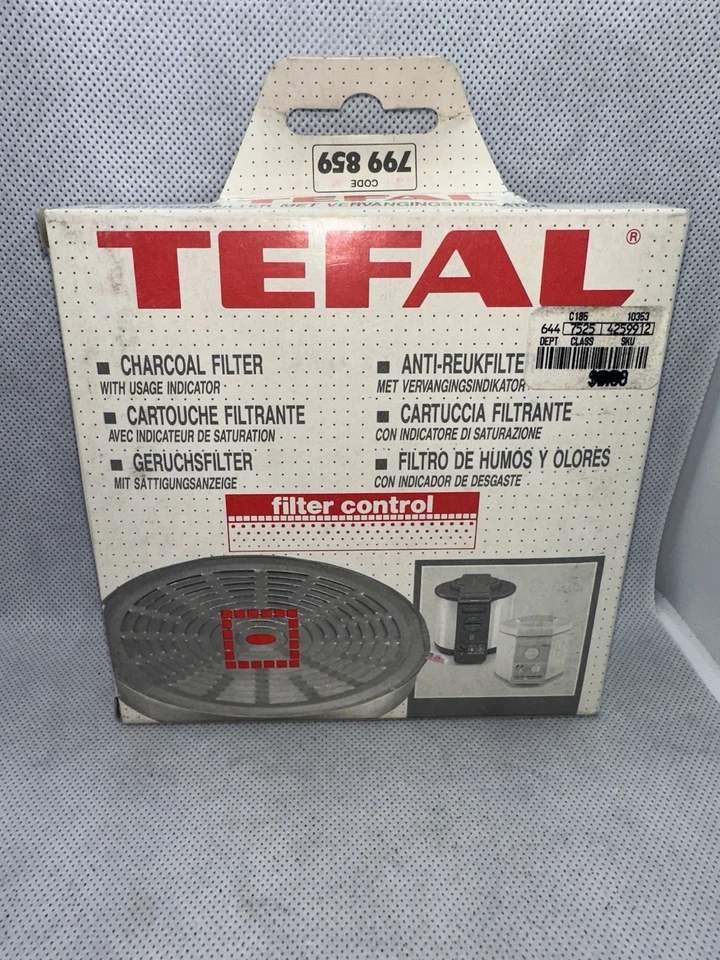 CODE
799 859
MET VERVANGINGSINDIKA
TEFAL®
C185 10353
644 7525 4259912
DEPT CLASS SKU
■ CHARCOAL FILTER
WITH USAGE INDICATOR
■ CARTOUCHE FILTRANTE
AVEC INDICATEUR DE SATURATION
■ GERUCHSFILTER
MIT SÄTTIGUNGSANZEIGE
■ ANTI-REUKFILTE
MET VERVANGINGSINDIKATOR
■ CARTUCCIA FILTRANTE
CON INDICATORE DI SATURAZIONE
■ FILTRO DE HUMOS Y OLORES
CON INDICADOR DE DESGASTE
filter control